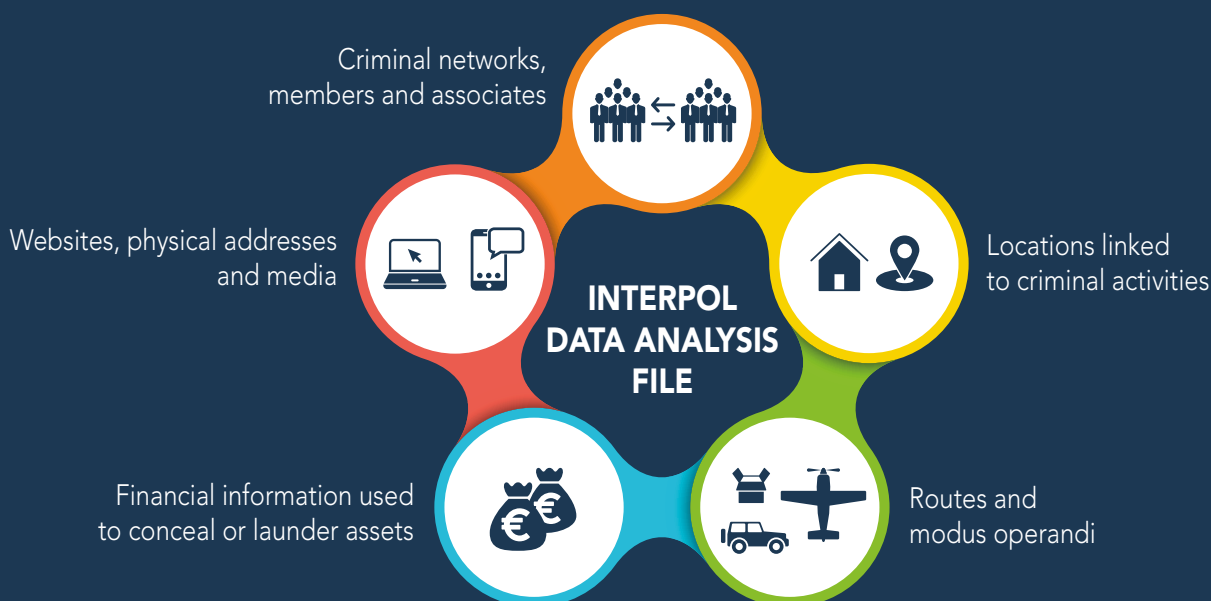 Criminal networks,
members and associates
Websites, physical addresses
and media
Locations linked
to criminal activities
INTERPOL
DATA ANALYSIS
FILE
Financial information used
to conceal or launder assets
Routes and
modus operandi
€
€